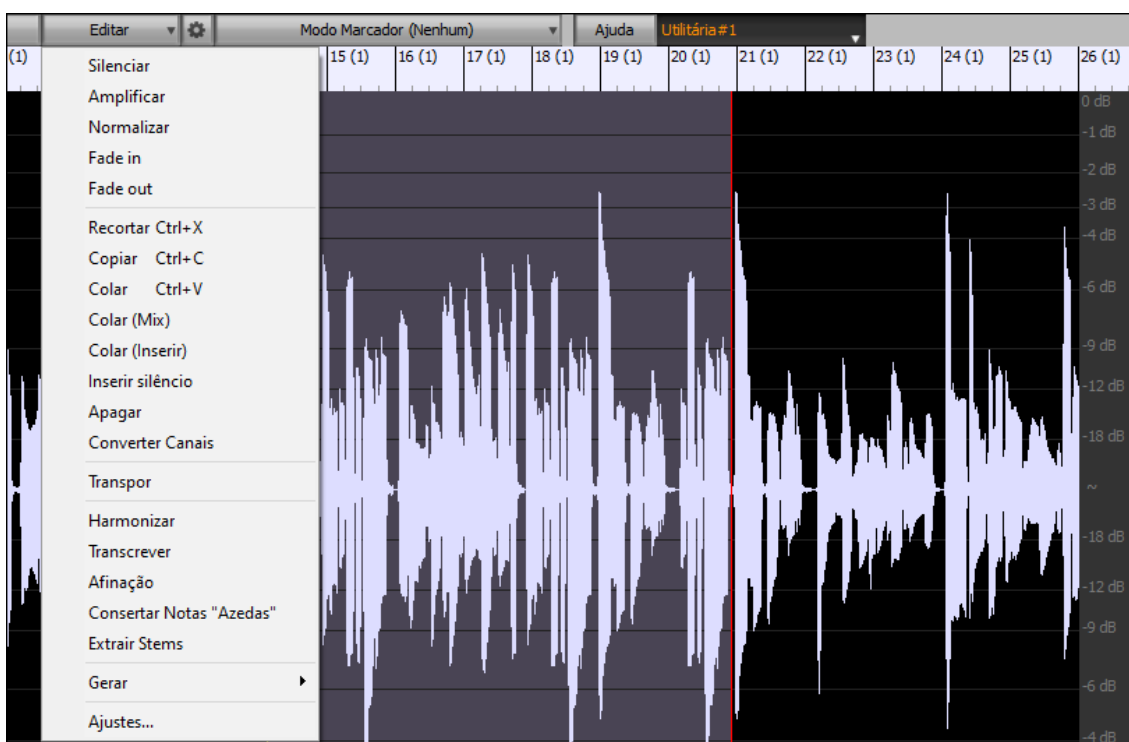 Editar
Modo Marcador (Nenhum)
Ajuda
Utilitária#1
(1)
15 (1)
16 (1)
17 (1)
18 (1)
19 (1)
20 (1)
21 (1)
22 (1)
23 (1)
24 (1)
25 (1)
26 (1)
Silenciar
Amplificar
Normalizar
Fade in
Fade out
Recortar Ctrl+X
Copiar Ctrl+C
Colar Ctrl+V
Colar (Mix)
Colar (Inserir)
Inserir silêncio
Apagar
Converter Canais
Transpor
Harmonizar
Transcrever
Afinação
Consertar Notas "Azedas"
Extrair Stems
Gerar
Ajustes...
0 dB
-1 dB
-2 dB
-3 dB
-4 dB
-6 dB
-9 dB
-12 dB
-18 dB
~
-18 dB
-12 dB
-9 dB
-6 dB
-4 dB